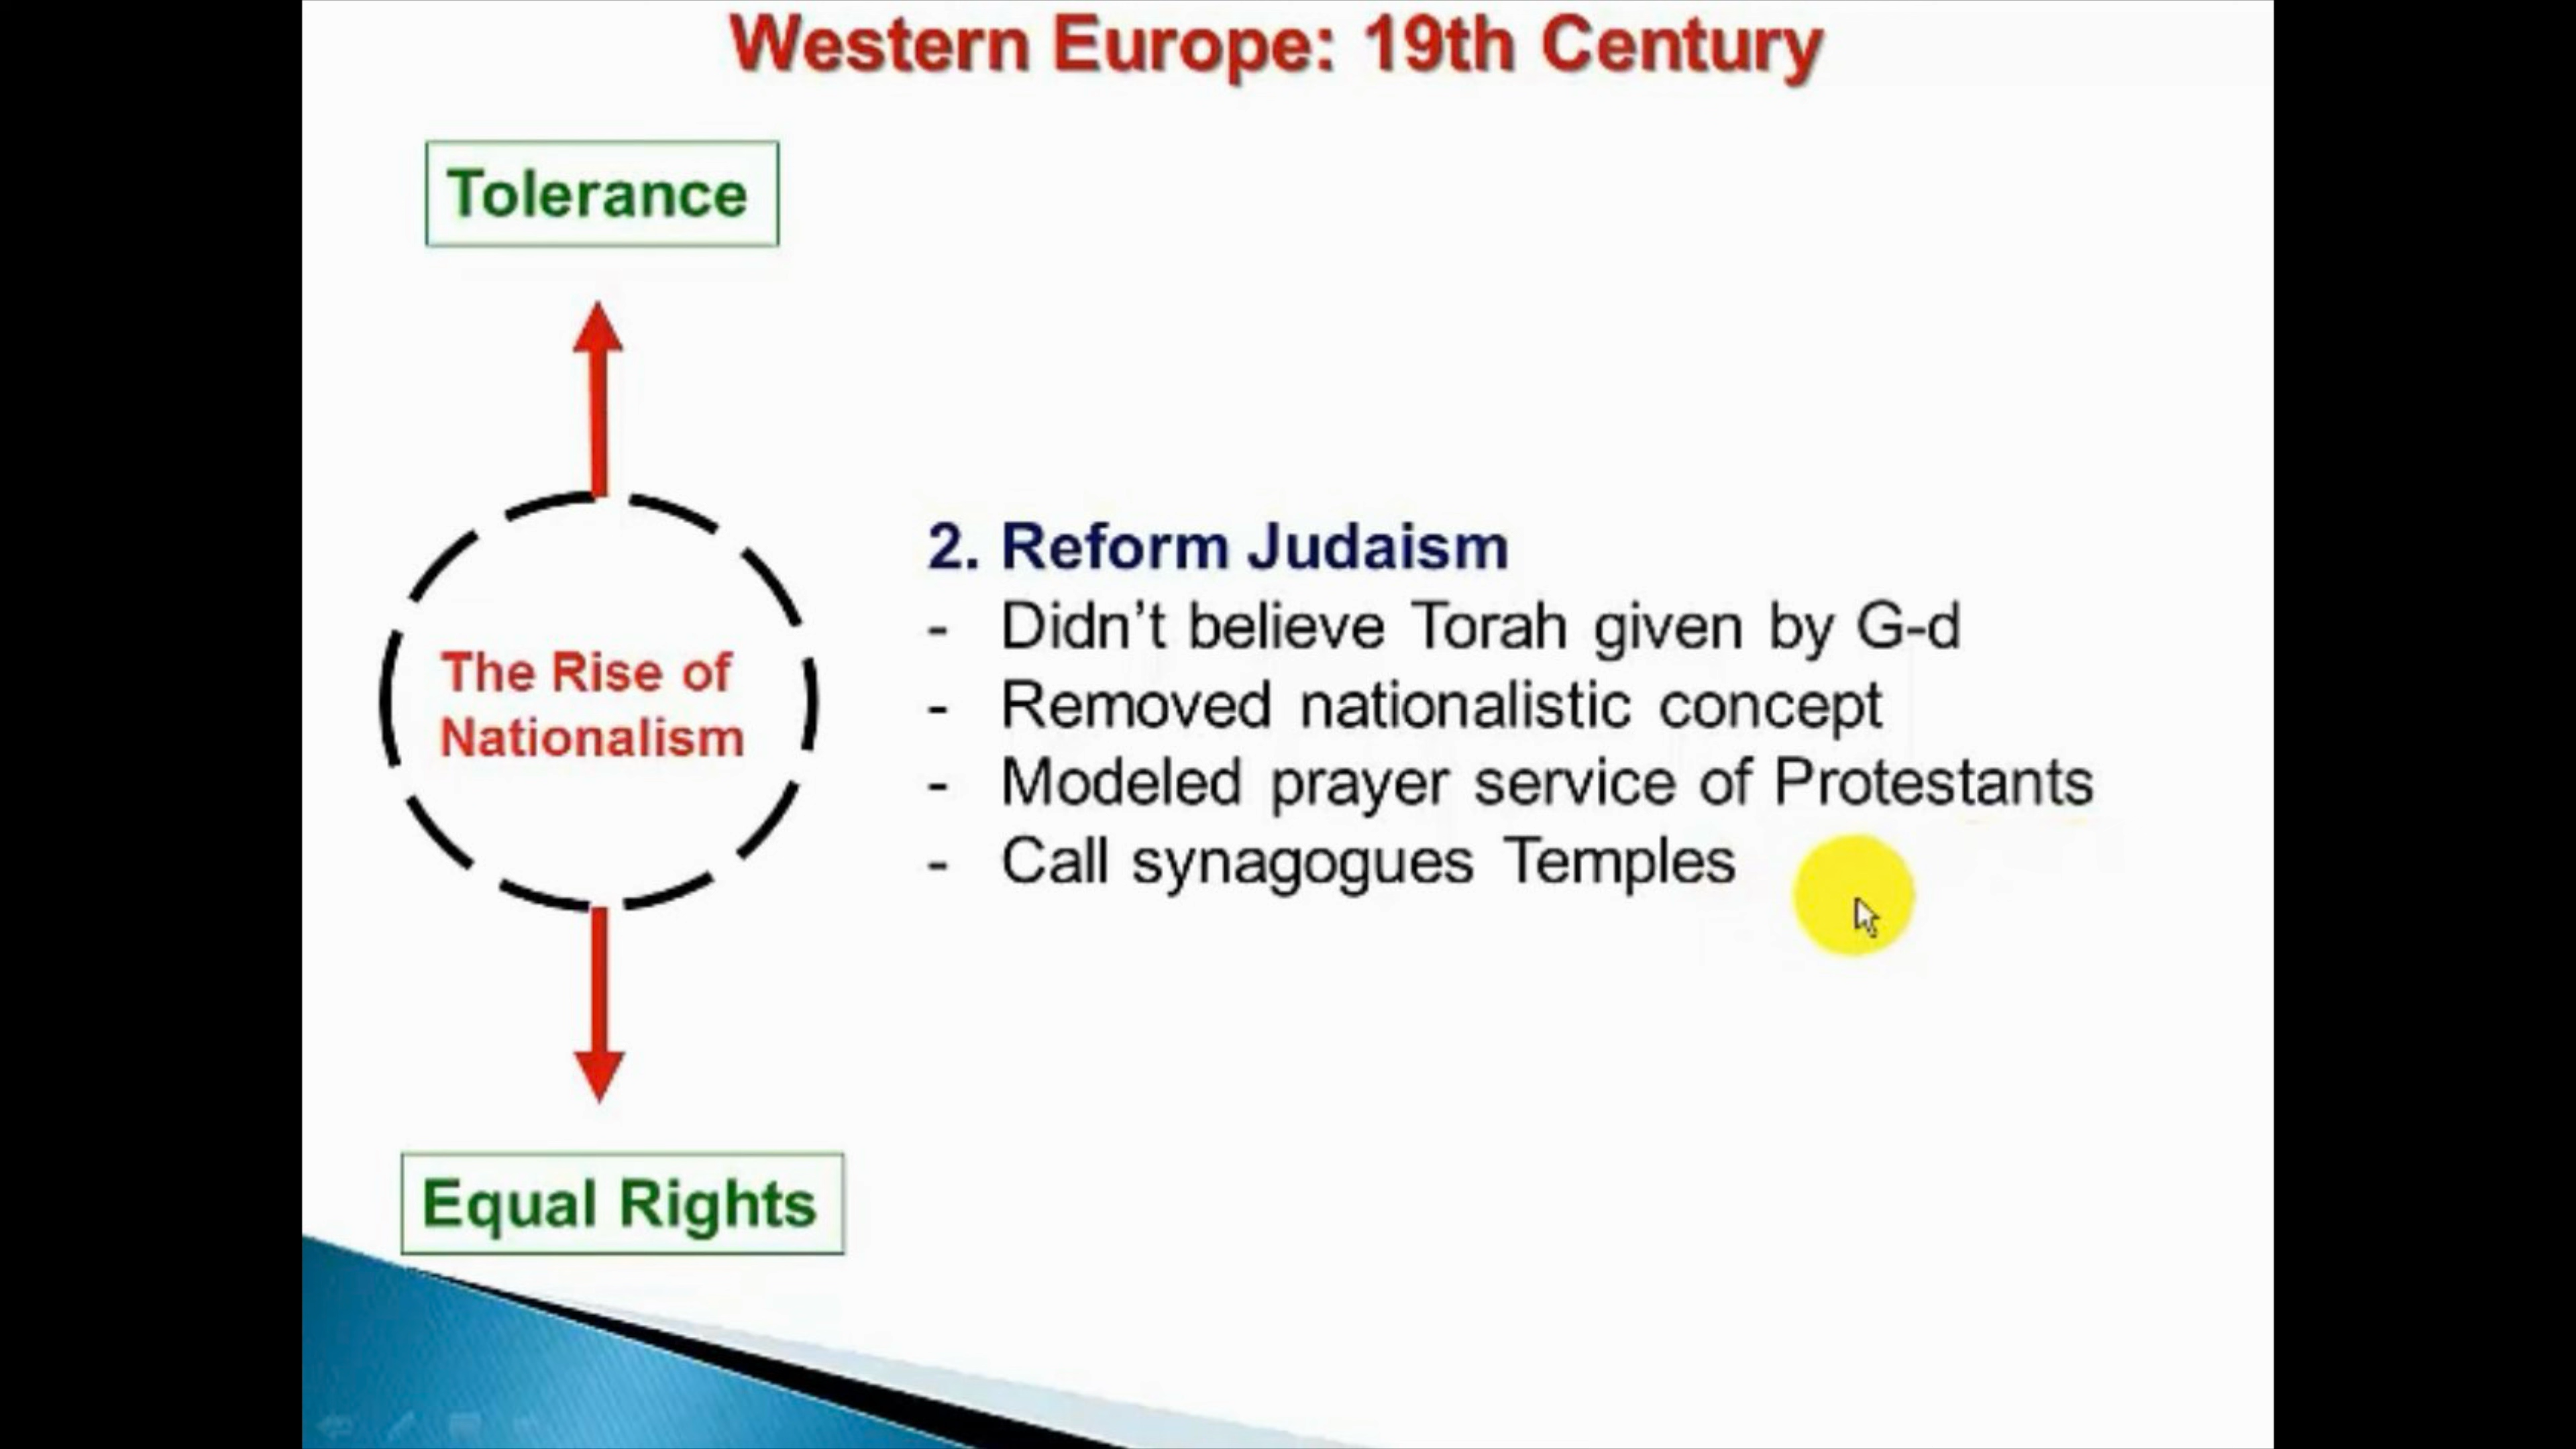 Western Europe: 19th Century
Tolerance
The Rise of
Nationalism
Equal Rights
2. Reform Judaism
- Didn't believe Torah given by G-d
- Removed nationalistic concept
- Modeled prayer service of Protestants
- Call synagogues Temples